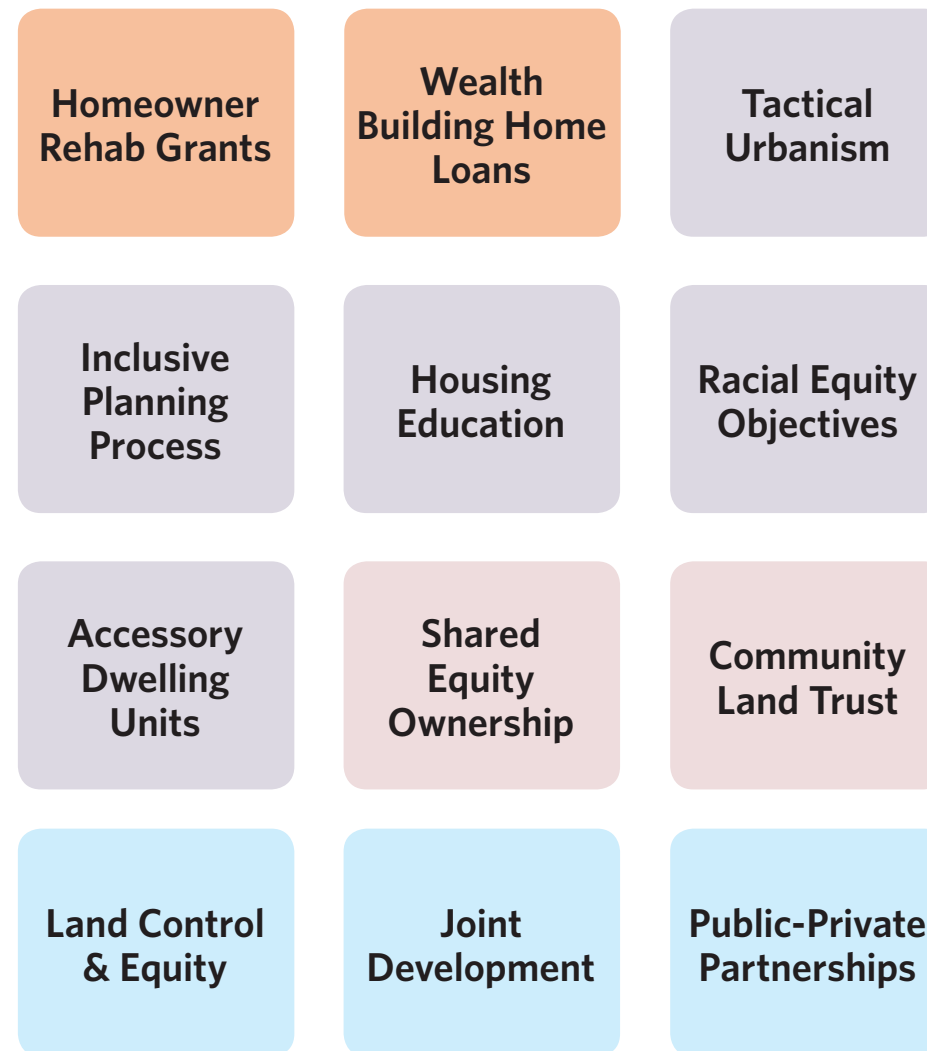 Homeowner
Rehab Grants
Wealth
Building Home
Loans
Tactical
Urbanism
Inclusive
Planning
Process
Housing
Education
Racial Equity
Objectives
Accessory
Dwelling
Units
Shared
Equity
Ownership
Community
Land Trust
Land Control
& Equity
Joint
Development
Public-Private
Partnerships